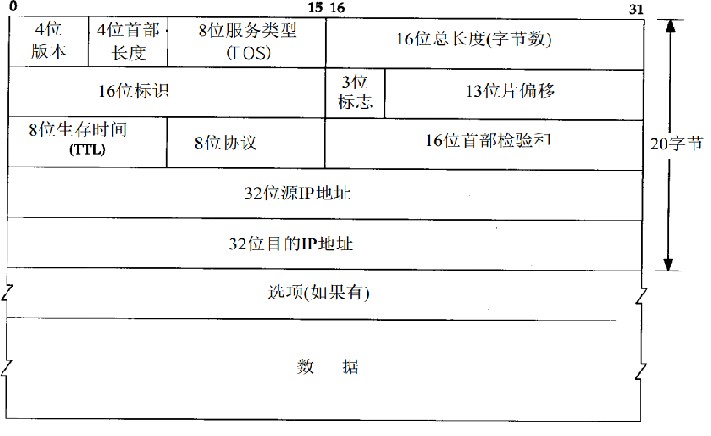 0 15 16 31
4位 4位首部 8位服务类型 16位总长度(字节数)
版本 长度 (TOS)
16位标识 3位 13位片偏移
标志
8位生存时间 8位协议 16位首部检验和 20字节
(TTL)
32位源IP地址
32位目的IP地址
选项(如果有)
数 据